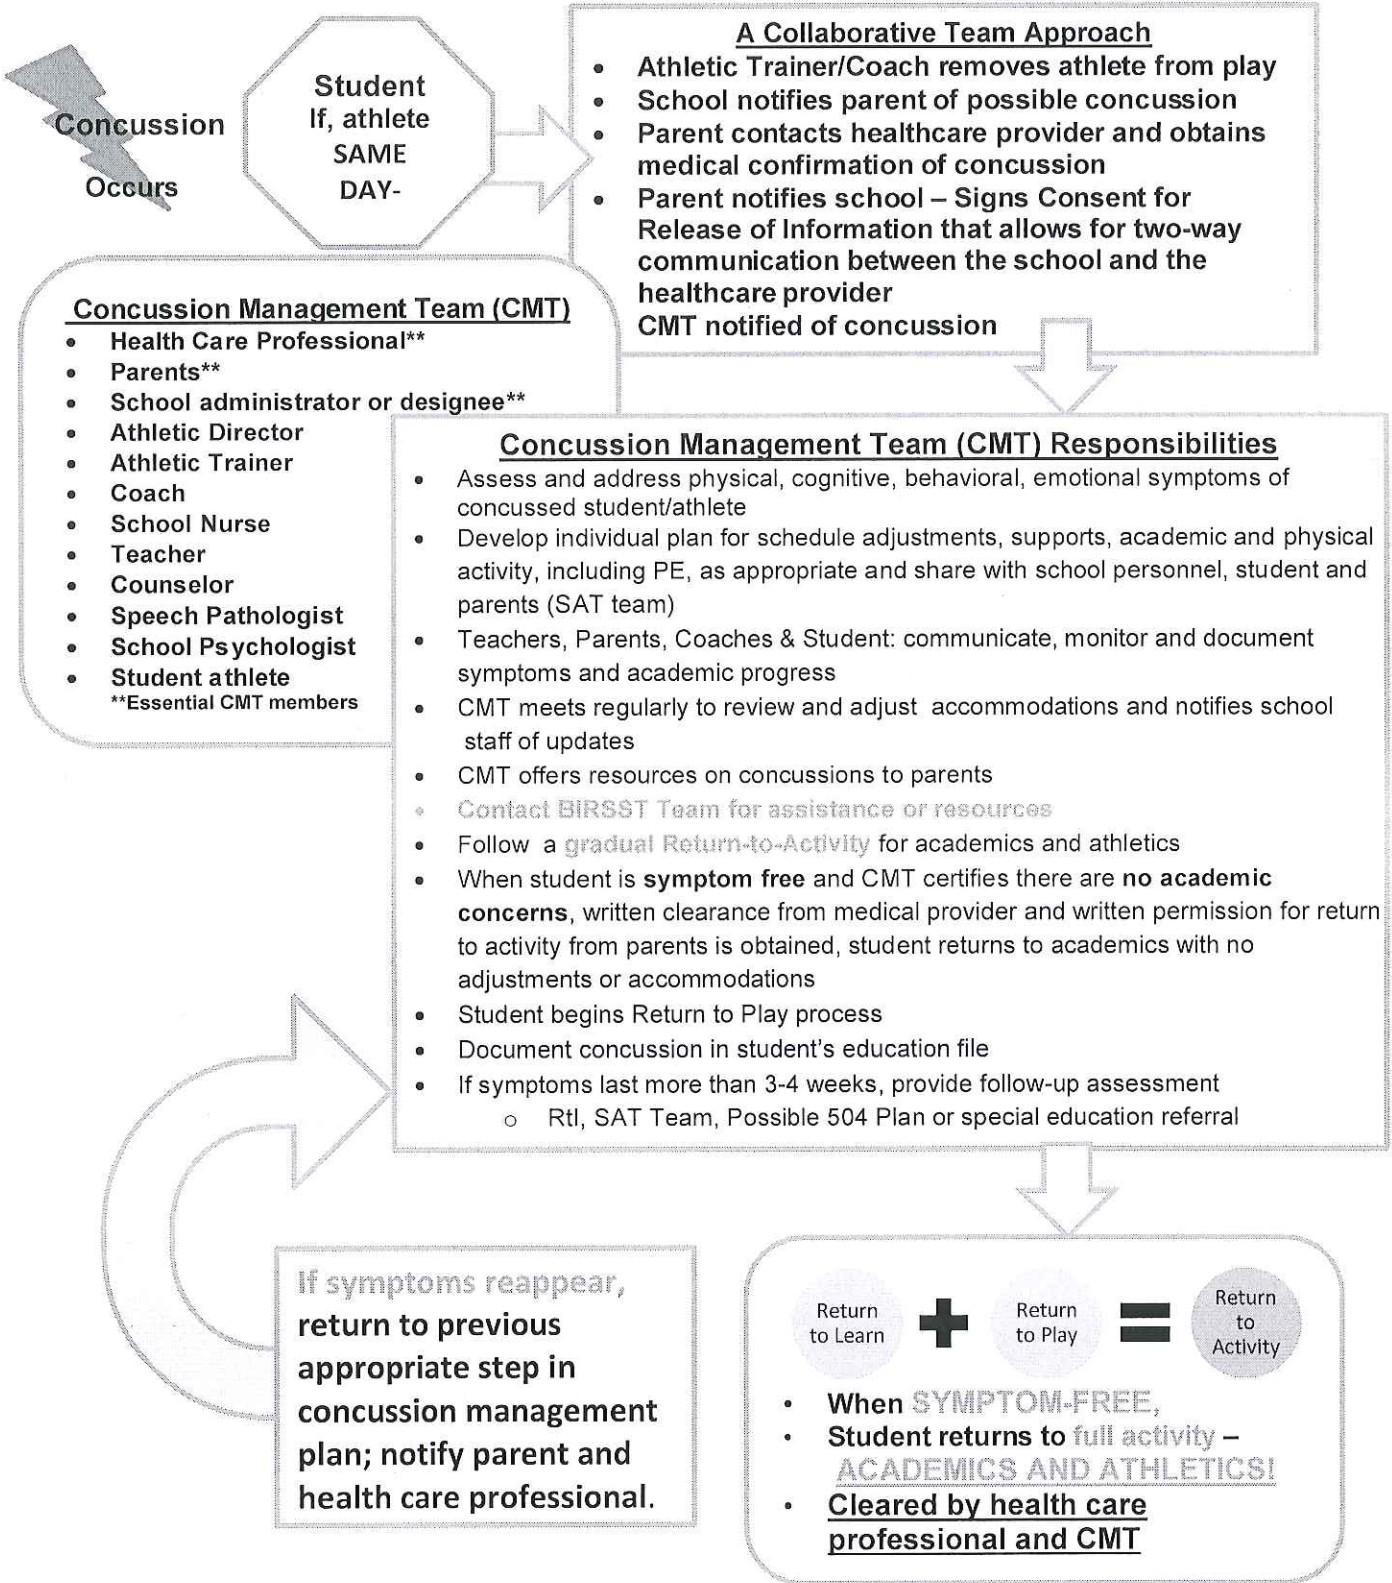 Concussion
Occurs
Student
If, athlete
SAME
DAY-
A Collaborative Team Approach
• Athletic Trainer/Coach removes athlete from play
• School notifies parent of possible concussion
• Parent contacts healthcare provider and obtains
medical confirmation of concussion
• Parent notifies school – Signs Consent for
Release of Information that allows for two-way
communication between the school and the
healthcare provider
CMT notified of concussion
Concussion Management Team (CMT)
• Health Care Professional**
• Parents**
• School administrator or designee**
• Athletic Director
• Athletic Trainer
• Coach
• School Nurse
• Teacher
• Counselor
• Speech Pathologist
• School Psychologist
• Student athlete
**Essential CMT members
Concussion Management Team (CMT) Responsibilities
• Assess and address physical, cognitive, behavioral, emotional symptoms of
concussed student/athlete
• Develop individual plan for schedule adjustments, supports, academic and physical
activity, including PE, as appropriate and share with school personnel, student and
parents (SAT team)
• Teachers, Parents, Coaches & Student: communicate, monitor and document
symptoms and academic progress
• CMT meets regularly to review and adjust accommodations and notifies school
staff of updates
• CMT offers resources on concussions to parents
• Contact BIRSST Team for assistance or resources
• Follow a gradual Return-to-Activity for academics and athletics
• When student is symptom free and CMT certifies there are no academic
concerns, written clearance from medical provider and written permission for return
to activity from parents is obtained, student returns to academics with no
adjustments or accommodations
• Student begins Return to Play process
• Document concussion in student's education file
• If symptoms last more than 3-4 weeks, provide follow-up assessment
o RtI, SAT Team, Possible 504 Plan or special education referral
If symptoms reappear,
return to previous
appropriate step in
concussion management
plan; notify parent and
health care professional.
Return
to Learn
Return
to Play
Return
to
Activity
• When SYMPTOM-FREE,
• Student returns to full activity –
ACADEMICS AND ATHLETICS!
• Cleared by health care
professional and CMT